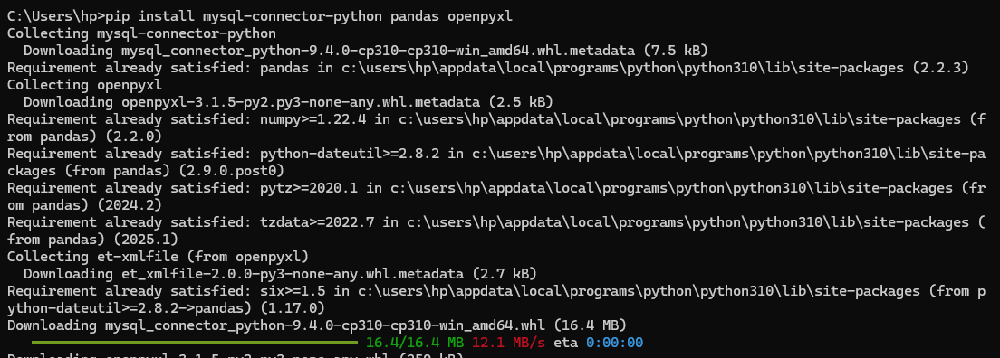 C:\Users\hp>pip install mysql-connector-python pandas openpyxl
Collecting mysql-connector-python
  Downloading mysql_connector_python-9.4.0-cp310-cp310-win_amd64.whl.metadata (7.5 kB)
Requirement already satisfied: pandas in c:\users\hp\appdata\local\programs\python\python310\lib\site-packages (2.2.3)
Collecting openpyxl
  Downloading openpyxl-3.1.5-py2.py3-none-any.whl.metadata (2.5 kB)
Requirement already satisfied: numpy>=1.22.4 in c:\users\hp\appdata\local\programs\python\python310\lib\site-packages (f
rom pandas) (2.2.0)
Requirement already satisfied: python-dateutil>=2.8.2 in c:\users\hp\appdata\local\programs\python\python310\lib\site-pa
ckages (from pandas) (2.9.0.post0)
Requirement already satisfied: pytz>=2020.1 in c:\users\hp\appdata\local\programs\python\python310\lib\site-packages (fr
om pandas) (2024.2)
Requirement already satisfied: tzdata>=2022.7 in c:\users\hp\appdata\local\programs\python\python310\lib\site-packages (
from pandas) (2025.1)
Collecting et-xmlfile (from openpyxl)
  Downloading et_xmlfile-2.0.0-py3-none-any.whl.metadata (2.7 kB)
Requirement already satisfied: six>=1.5 in c:\users\hp\appdata\local\programs\python\python310\lib\site-packages (from p
ython-dateutil>=2.8.2->pandas) (1.17.0)
Downloading mysql_connector_python-9.4.0-cp310-cp310-win_amd64.whl (16.4 MB)
16.4/16.4 MB 12.1 MB/s eta 0:00:00
Downloading openpyxl-3.1.5-py2.py3-none-any.whl (250 kB)